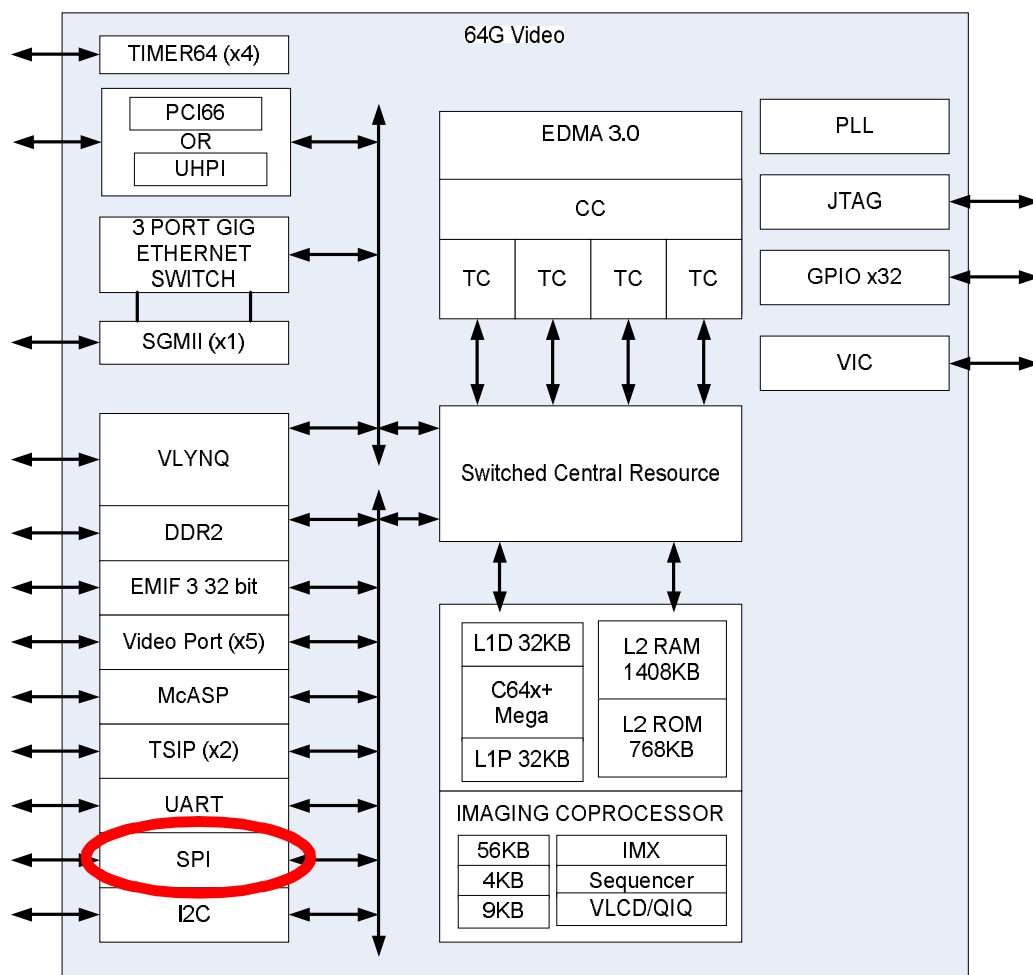 64G Video
TIMER64 (x4)
PCI66
OR
UHPI
3 PORT GIG
ETHERNET
SWITCH
SGMII (x1)
VLYNQ
DDR2
EMIF 3 32 bit
Video Port (x5)
McASP
TSIP (x2)
UART
SPI
I2C
EDMA 3.0
CC
TC TC TC TC
Switched Central Resource
L1D 32KB
C64x+
Mega
L1P 32KB
L2 RAM
1408KB
L2 ROM
768KB
IMAGING COPROCESSOR
56KB IMX
4KB Sequencer
9KB VLCD/QIQ
PLL
JTAG
GPIO x32
VIC